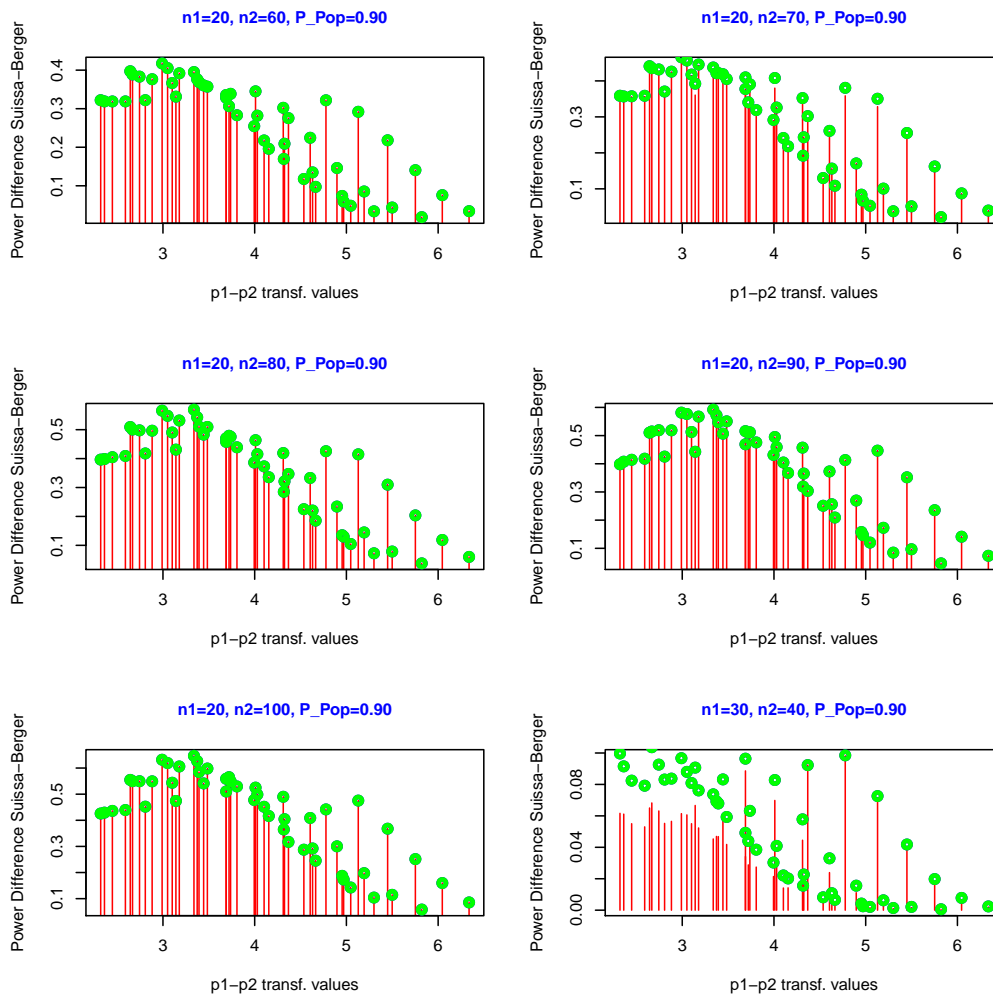 n1=20, n2=60, P_Pop=0.90
Power Difference Suissa−Berger
0.1
0.2
0.3
0.4
3
4
5
6
p1−p2 transf. values
n1=20, n2=70, P_Pop=0.90
Power Difference Suissa−Berger
0.1
0.3
3
4
5
6
p1−p2 transf. values
n1=20, n2=80, P_Pop=0.90
Power Difference Suissa−Berger
0.1
0.3
0.5
3
4
5
6
p1−p2 transf. values
n1=20, n2=90, P_Pop=0.90
Power Difference Suissa−Berger
0.1
0.3
0.5
3
4
5
6
p1−p2 transf. values
n1=20, n2=100, P_Pop=0.90
Power Difference Suissa−Berger
0.1
0.3
0.5
3
4
5
6
p1−p2 transf. values
n1=30, n2=40, P_Pop=0.90
Power Difference Suissa−Berger
0.00
0.04
0.08
3
4
5
6
p1−p2 transf. values